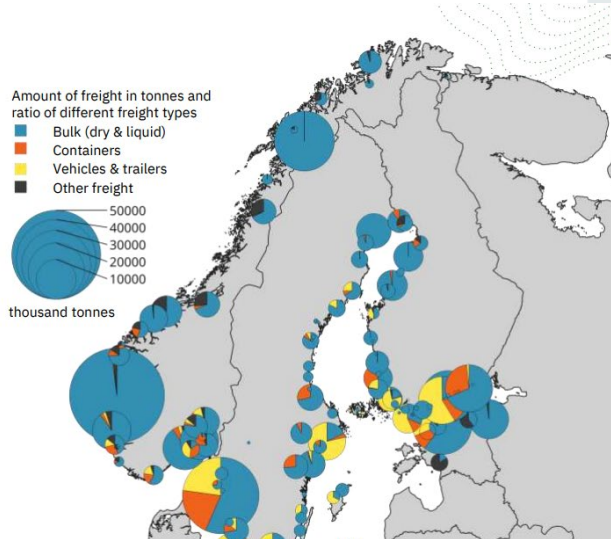 Amount of freight in tonnes and
ratio of different freight types
Bulk (dry & liquid)
Containers
Vehicles & trailers
Other freight
50000
40000
30000
20000
10000
thousand tonnes